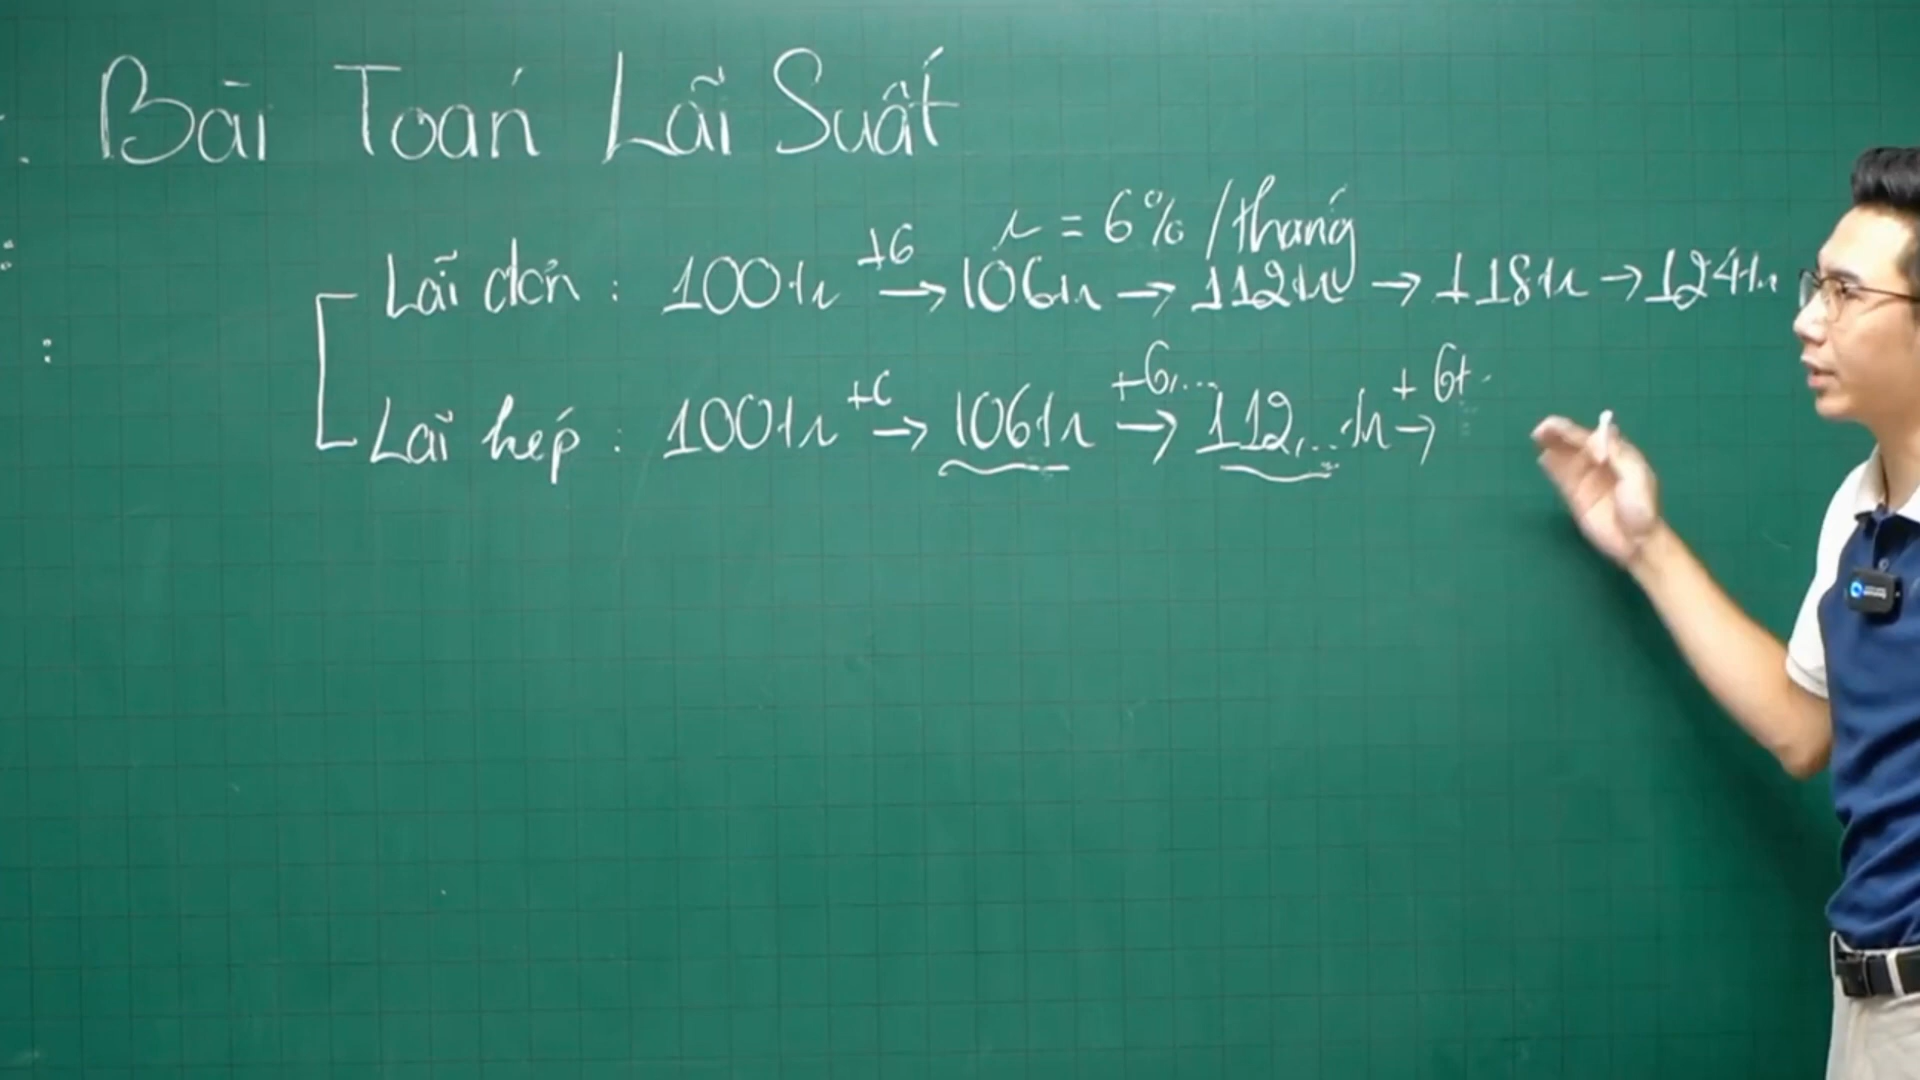 Bài Toán Lãi Suất
r = 6% /tháng
Lãi đơn : 100tr +6 → 106tr → 112tr → 118tr → 124tr
Lãi kép : 100tr +6 → 106tr +6,... → 112,... tr + 6t →